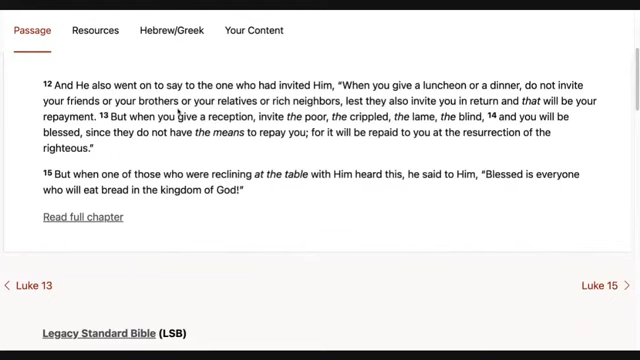 Passage Resources Hebrew/Greek Your Content
12 And He also went on to say to the one who had invited Him, “When you give a luncheon or a dinner, do not invite
your friends or your brothers or your relatives or rich neighbors, lest they also invite you in return and that will be your
repayment. 13 But when you give a reception, invite the poor, the crippled, the lame, the blind, 14 and you will be
blessed, since they do not have the means to repay you; for it will be repaid to you at the resurrection of the
righteous.”
15 But when one of those who were reclining at the table with Him heard this, he said to Him, “Blessed is everyone
who will eat bread in the kingdom of God!”
Read full chapter
< Luke 13 Luke 15 >
Legacy Standard Bible (LSB)